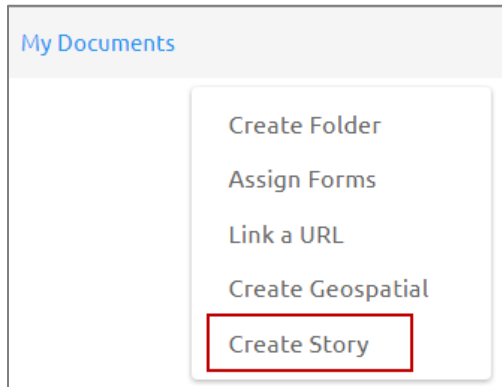 My Documents
Create Folder
Assign Forms
Link a URL
Create Geospatial
Create Story